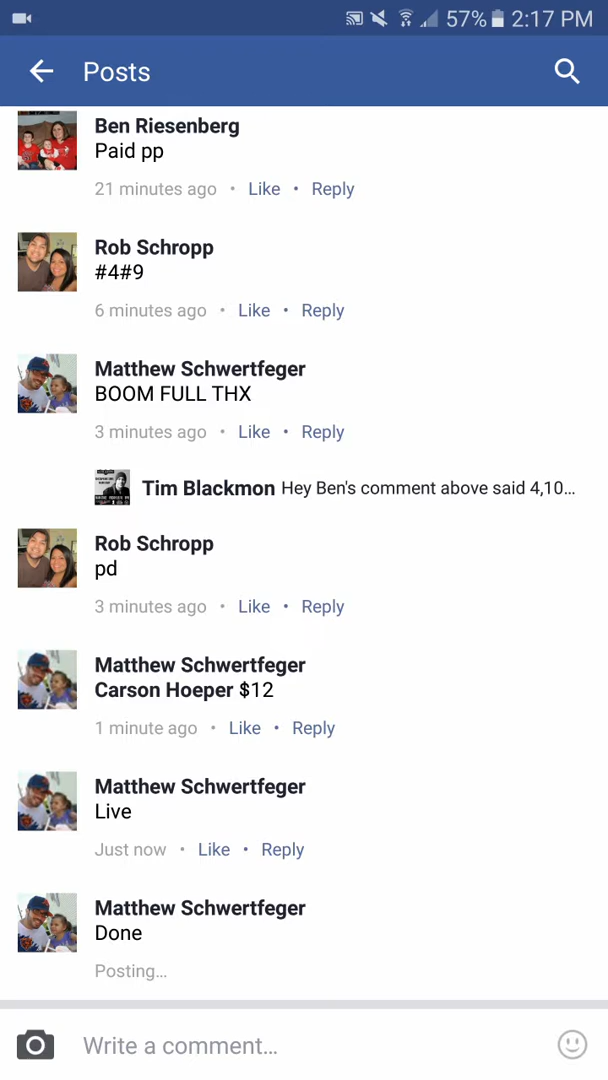 57% 2:17 PM
Posts
Ben Riesenberg
Paid pp
21 minutes ago • Like • Reply
Rob Schropp
#4#9
6 minutes ago • Like • Reply
Matthew Schwertfeger
BOOM FULL THX
3 minutes ago • Like • Reply
Tim Blackmon Hey Ben's comment above said 4,10...
Rob Schropp
pd
3 minutes ago • Like • Reply
Matthew Schwertfeger
Carson Hoeper $12
1 minute ago • Like • Reply
Matthew Schwertfeger
Live
Just now • Like • Reply
Matthew Schwertfeger
Done
Posting...
Write a comment...